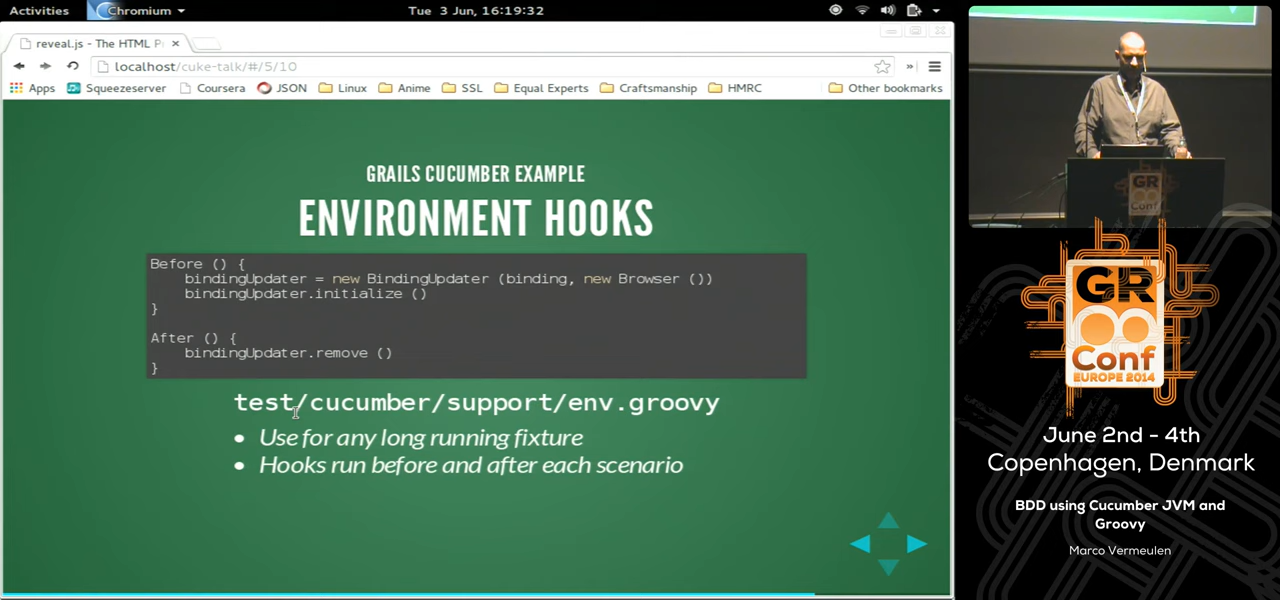 Activities
Chromium
Tue 3 Jun, 16:19:32
reveal.js - The HTML P
localhost/cuke-talk/#/5/10
Apps
Squeezeserver
Coursera
JSON
Linux
Anime
SSL
Equal Experts
Craftsmanship
HMRC
Other bookmarks
GRAILS CUCUMBER EXAMPLE
ENVIRONMENT HOOKS
Before () {
bindingUpdater = new BindingUpdater (binding, new Browser ())
bindingUpdater.initialize ()
}
After () {
bindingUpdater.remove ()
}
test/cucumber/support/env.groovy
• Use for any long running fixture
• Hooks run before and after each scenario
GR
Conf
GR
Conf
EUROPE 2014
June 2nd - 4th
Copenhagen, Denmark
BDD using Cucumber JVM and
Groovy
Marco Vermeulen